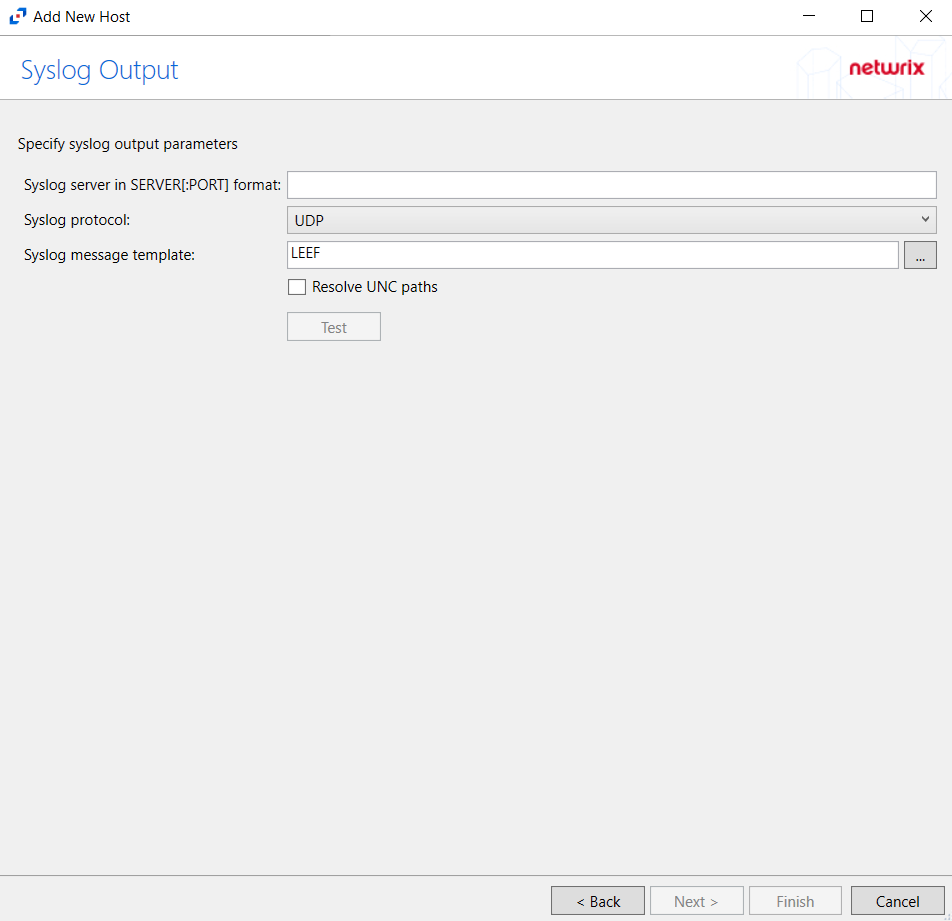 Add New Host
Syslog Output
netwrix
Specify syslog output parameters
Syslog server in SERVER[:PORT] format:
Syslog protocol: UDP
Syslog message template: LEEF ...
Resolve UNC paths
Test
< Back Next > Finish Cancel